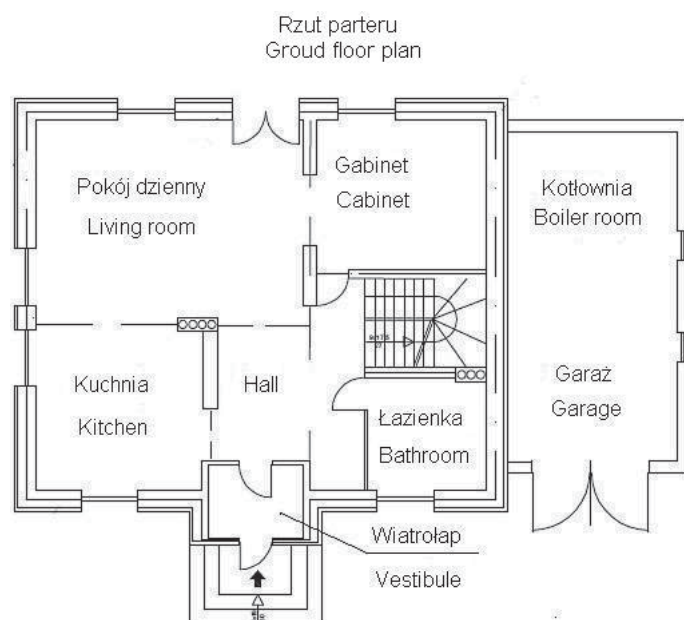 Rzut parteru
Groud floor plan
Pokój dzienny
Living room
Gabinet
Cabinet
Kotłownia
Boiler room
Kuchnia
Kitchen
Hall
Łazienka
Bathroom
Garaż
Garage
Wiatrołap
Vestibule